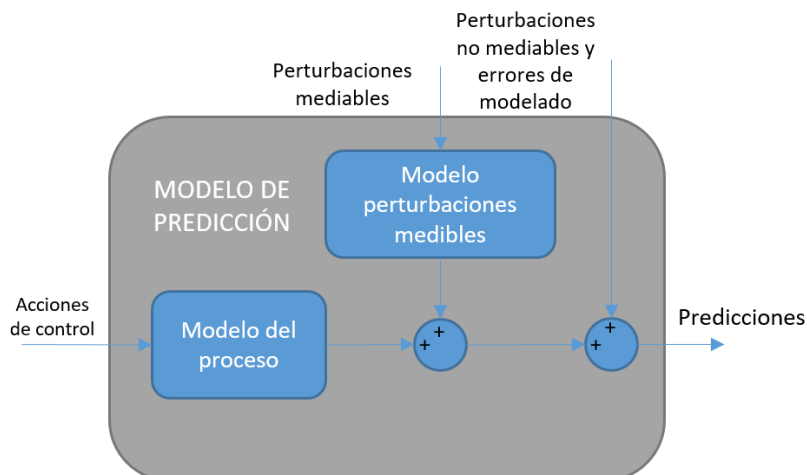 Perturbaciones
no mediables y
errores de
modelado
Perturbaciones
mediables
MODELO DE
PREDICCIÓN
Modelo
perturbaciones
medibles
Acciones
de control
Modelo del
proceso
+
+
+
+
Predicciones